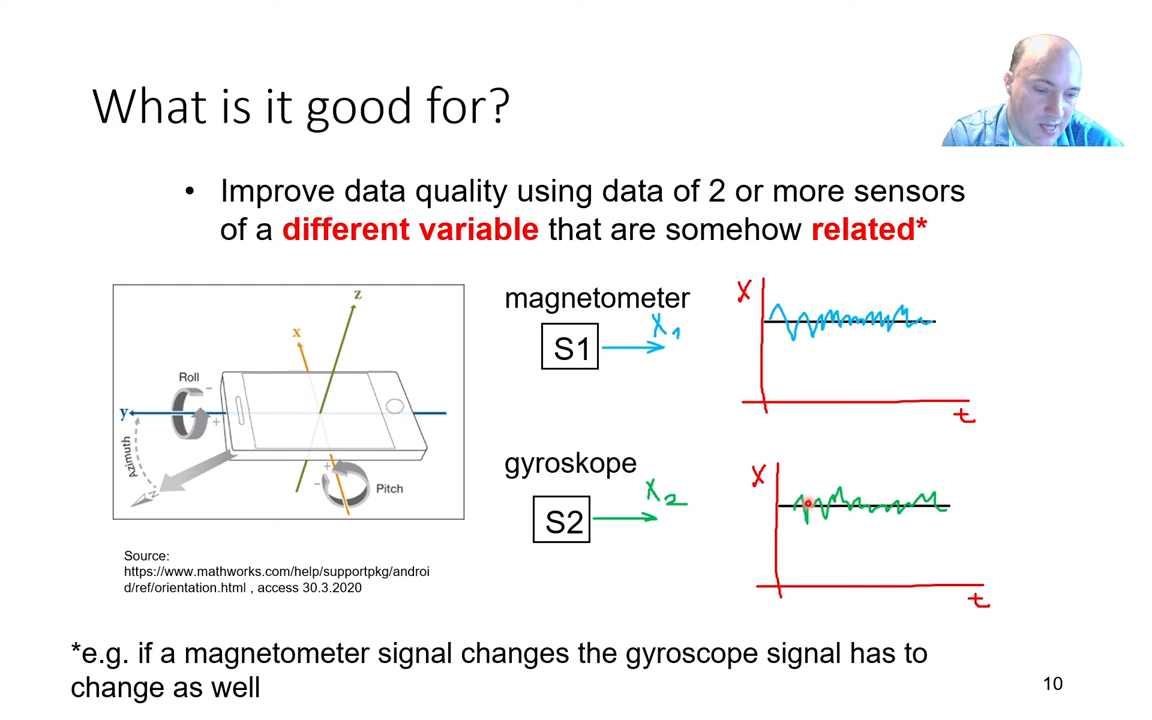 What is it good for?
• Improve data quality using data of 2 or more sensors
of a different variable that are somehow related*
z
x
Roll
−
y
+
Azimuth
N
+
−
Pitch
magnetometer
S1
X1
X
t
gyroskope
S2
X2
X
t
Source:
https://www.mathworks.com/help/supportpkg/androi
d/ref/orientation.html , access 30.3.2020
*e.g. if a magnetometer signal changes the gyroscope signal has to
change as well
10